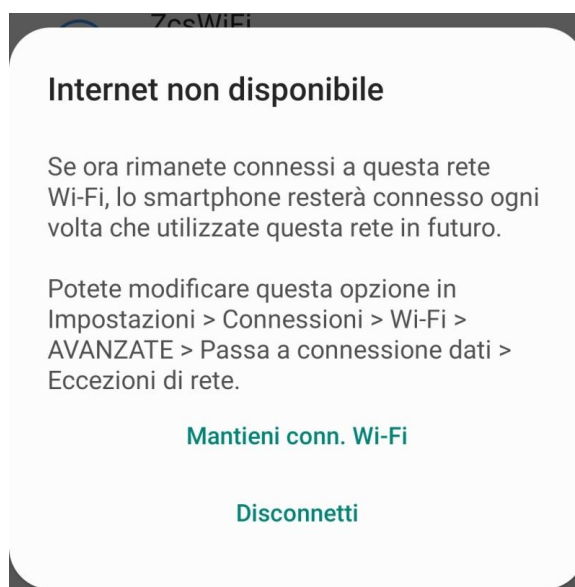 ZcsWiFi
Internet non disponibile
Se ora rimanete connessi a questa rete
Wi-Fi, lo smartphone resterà connesso ogni
volta che utilizzate questa rete in futuro.
Potete modificare questa opzione in
Impostazioni > Connessioni > Wi-Fi >
AVANZATE > Passa a connessione dati >
Eccezioni di rete.
Mantieni conn. Wi-Fi
Disconnetti